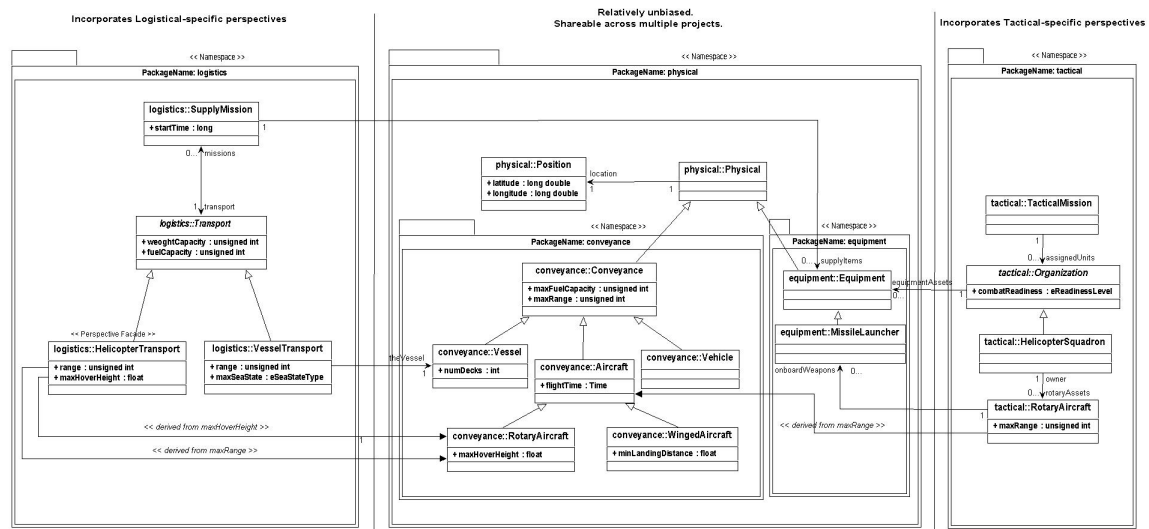 Incorporates Logistical-specific perspectives
Relatively unbiased.
Shareable across multiple projects.
Incorporates Tactical-specific perspectives
<< Namespace >>
PackageName: logistics
logistics::SupplyMission
+ startTime : long
1
0... missions
1 transport
logistics::Transport
+ weoghtCapacity : unsigned int
+ fuelCapacity : unsigned int
<< Perspective Facade >>
logistics::HelicopterTransport
+ range : unsigned int
+ maxHoverHeight : float
logistics::VesselTransport
+ range : unsigned int
+ maxSeaState : eSeaStateType
<< derived from maxHoverHeight >>
1
<< derived from maxRange >>
<< Namespace >>
PackageName: physical
physical::Position
+ latitude : long double
+ longitude : long double
location
1
1
physical::Physical
<< Namespace >>
PackageName: conveyance
conveyance::Conveyance
+ maxFuelCapacity : unsigned int
+ maxRange : unsigned int
theVessel
1
conveyance::Vessel
+ numDecks : int
conveyance::Aircraft
+ flightTime : Time
conveyance::Vehicle
conveyance::RotaryAircraft
+ maxHoverHeight : float
conveyance::WingedAircraft
+ minLandingDistance : float
<< Namespace >>
PackageName: equipment
0... supplyItems
equipment::Equipment
equipmentAssets
0...
equipment::MissileLauncher
onboardWeapons
0...
<< derived from maxRange >>
<< Namespace >>
PackageName: tactical
tactical::TacticalMission
1
0... assignedUnits
tactical::Organization
+ combatReadiness : eReadinessLevel
1
tactical::HelicopterSquadron
1 owner
0... rotaryAssets
tactical::RotaryAircraft
+ maxRange : unsigned int
1